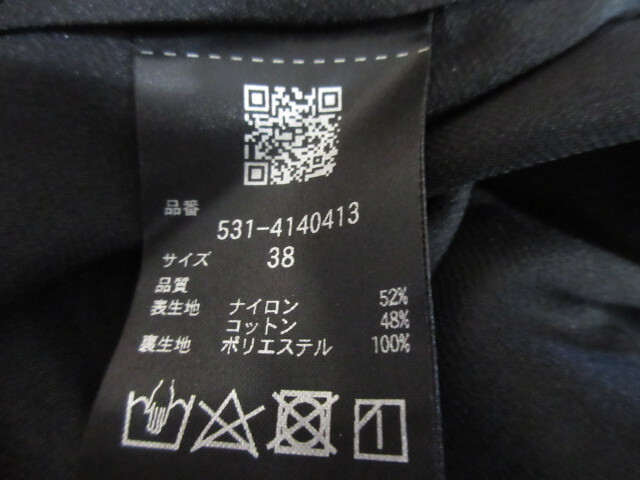 品番
531-4140413
サイズ 38
品質
表生地 ナイロン 52%
コットン 48%
裏生地 ポリエステル 100%